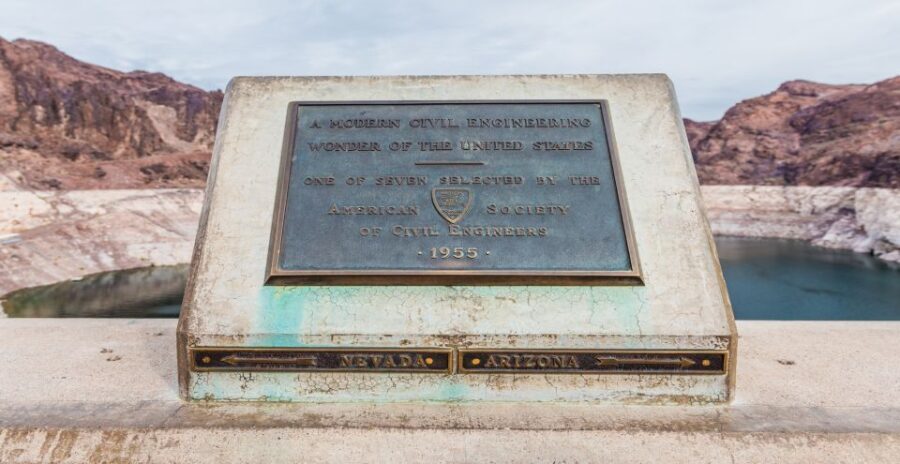 A MODERN CIVIL ENGINEERING
WONDER OF THE UNITED STATES
ONE OF SEVEN SELECTED BY THE
AMERICAN SOCIETY
OF CIVIL ENGINEERS
· 1955 ·
NEVADA ARIZONA